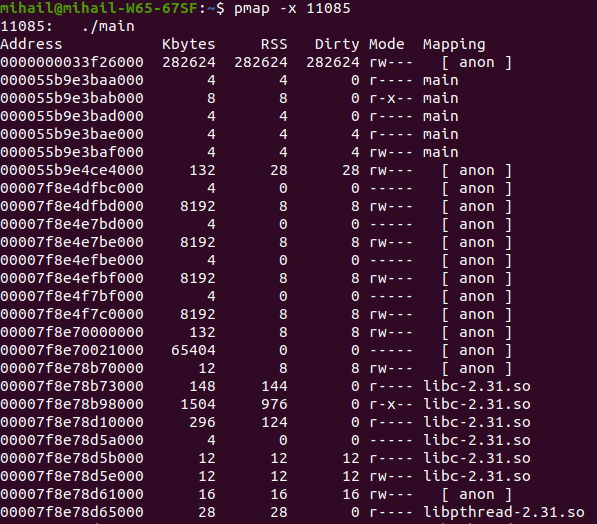 mihail@mihail-W65-67SF:~$ pmap -x 11085
11085:   ./main
Address           Kbytes     RSS   Dirty Mode  Mapping
0000000033f26000  282624  282624  282624 rw---   [ anon ]
000055b9e3baa000       4       4       0 r---- main
000055b9e3bab000       8       8       0 r-x-- main
000055b9e3bad000       4       4       0 r---- main
000055b9e3bae000       4       4       4 r---- main
000055b9e3baf000       4       4       4 rw--- main
000055b9e4ce4000     132      28      28 rw---   [ anon ]
00007f8e4dfbc000       4       0       0 -----   [ anon ]
00007f8e4dfbd000    8192       8       8 rw---   [ anon ]
00007f8e4e7bd000       4       0       0 -----   [ anon ]
00007f8e4e7be000    8192       8       8 rw---   [ anon ]
00007f8e4efbe000       4       0       0 -----   [ anon ]
00007f8e4efbf000    8192       8       8 rw---   [ anon ]
00007f8e4f7bf000       4       0       0 -----   [ anon ]
00007f8e4f7c0000    8192       8       8 rw---   [ anon ]
00007f8e70000000     132       8       8 rw---   [ anon ]
00007f8e70021000   65404       0       0 -----   [ anon ]
00007f8e78b70000      12       8       8 rw---   [ anon ]
00007f8e78b73000     148     144       0 r---- libc-2.31.so
00007f8e78b98000    1504     976       0 r-x-- libc-2.31.so
00007f8e78d10000     296     124       0 r---- libc-2.31.so
00007f8e78d5a000       4       0       0 ----- libc-2.31.so
00007f8e78d5b000      12      12      12 r---- libc-2.31.so
00007f8e78d5e000      12      12      12 rw--- libc-2.31.so
00007f8e78d61000      16      16      16 rw---   [ anon ]
00007f8e78d65000      28      28       0 r---- libpthread-2.31.so